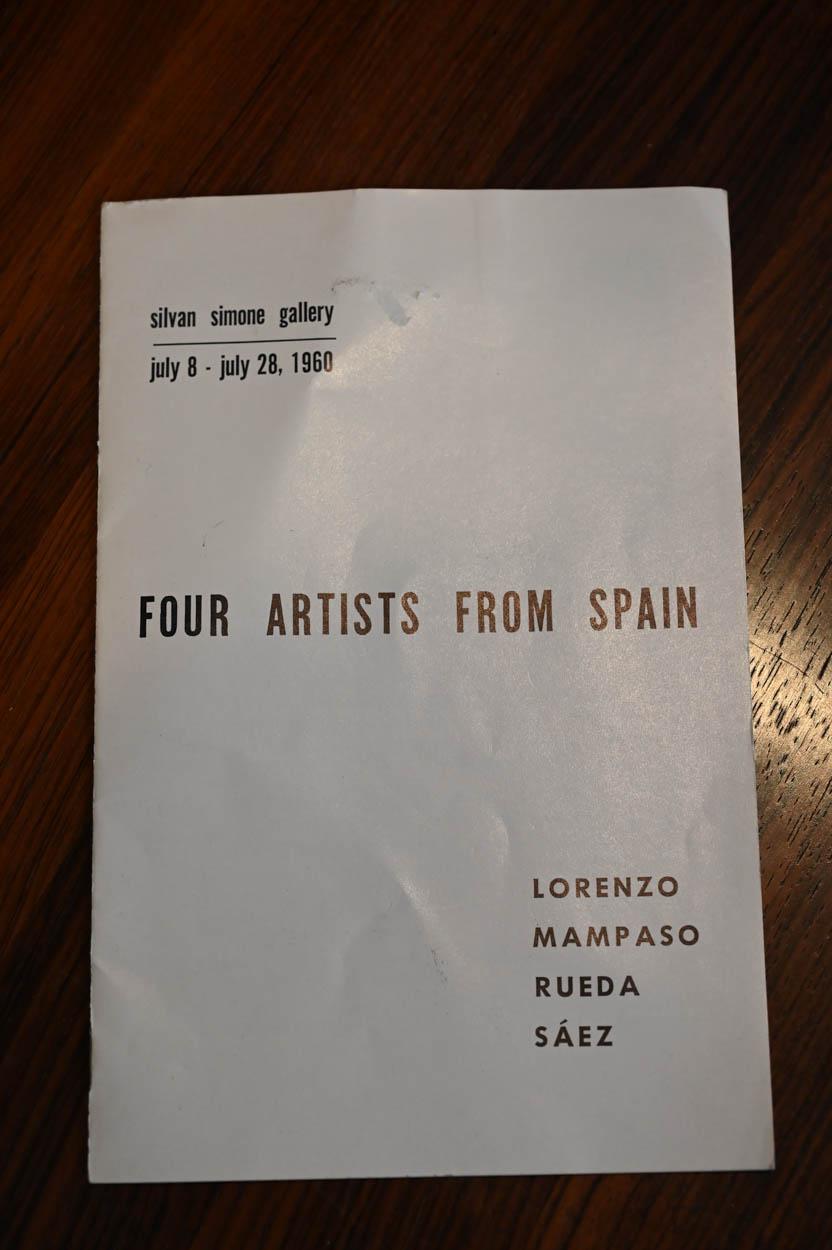 silvan simone gallery
july 8 - july 28, 1960
FOUR ARTISTS FROM SPAIN
LORENZO
MAMPASO
RUEDA
SÁEZ